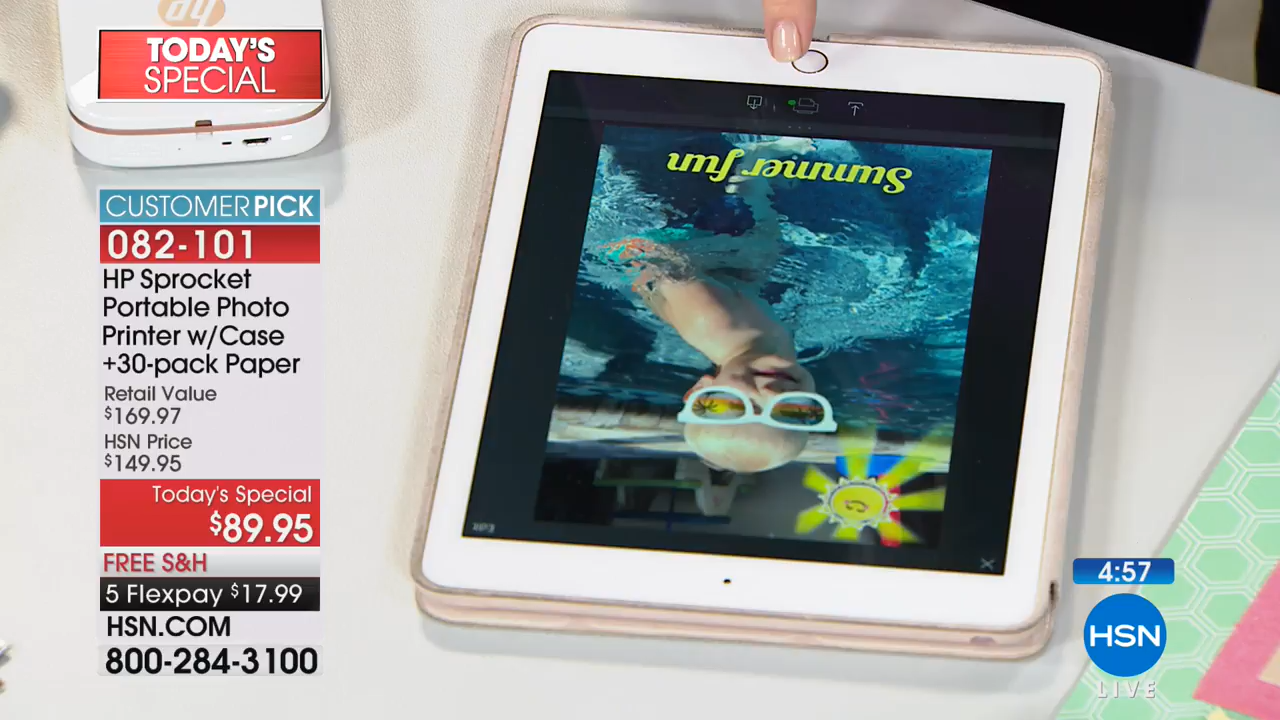 hp
TODAY'S
SPECIAL
CUSTOMER PICK
082-101
HP Sprocket
Portable Photo
Printer w/Case
+30-pack Paper
Retail Value
$169.97
HSN Price
$149.95
Today's Special
$89.95
FREE S&H
5 Flexpay $17.99
HSN.COM
800-284-3100
Summer fun
Edit
4:57
HSN
LIVE